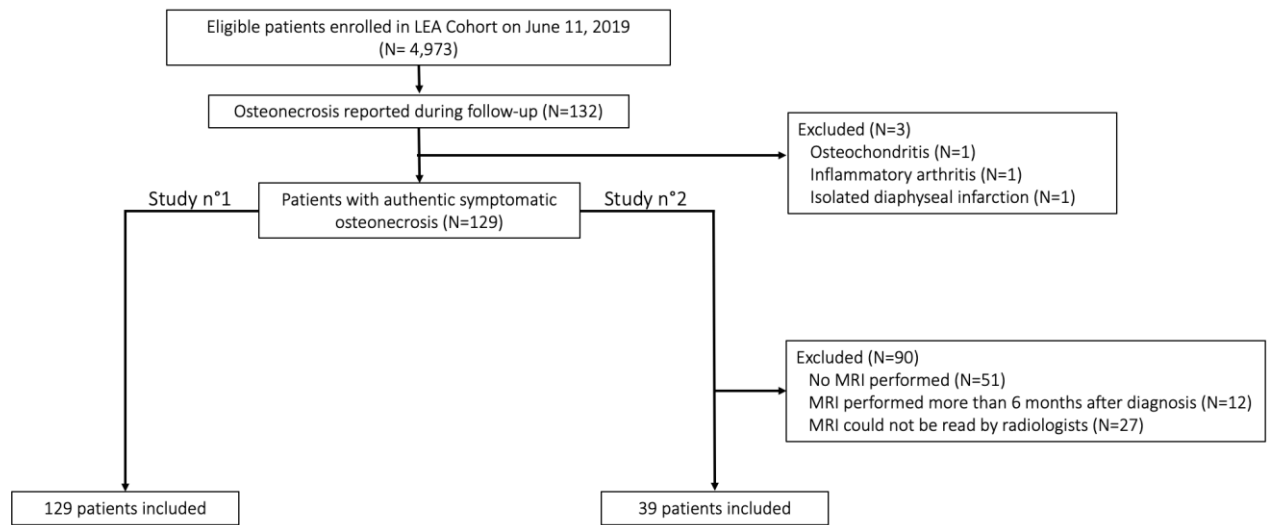 Eligible patients enrolled in LEA Cohort on June 11, 2019
(N= 4,973)
Osteonecrosis reported during follow-up (N=132)
Excluded (N=3)
Osteochondritis (N=1)
Inflammatory arthritis (N=1)
Isolated diaphyseal infarction (N=1)
Study n°1
Patients with authentic symptomatic
osteonecrosis (N=129)
Study n°2
Excluded (N=90)
No MRI performed (N=51)
MRI performed more than 6 months after diagnosis (N=12)
MRI could not be read by radiologists (N=27)
129 patients included
39 patients included